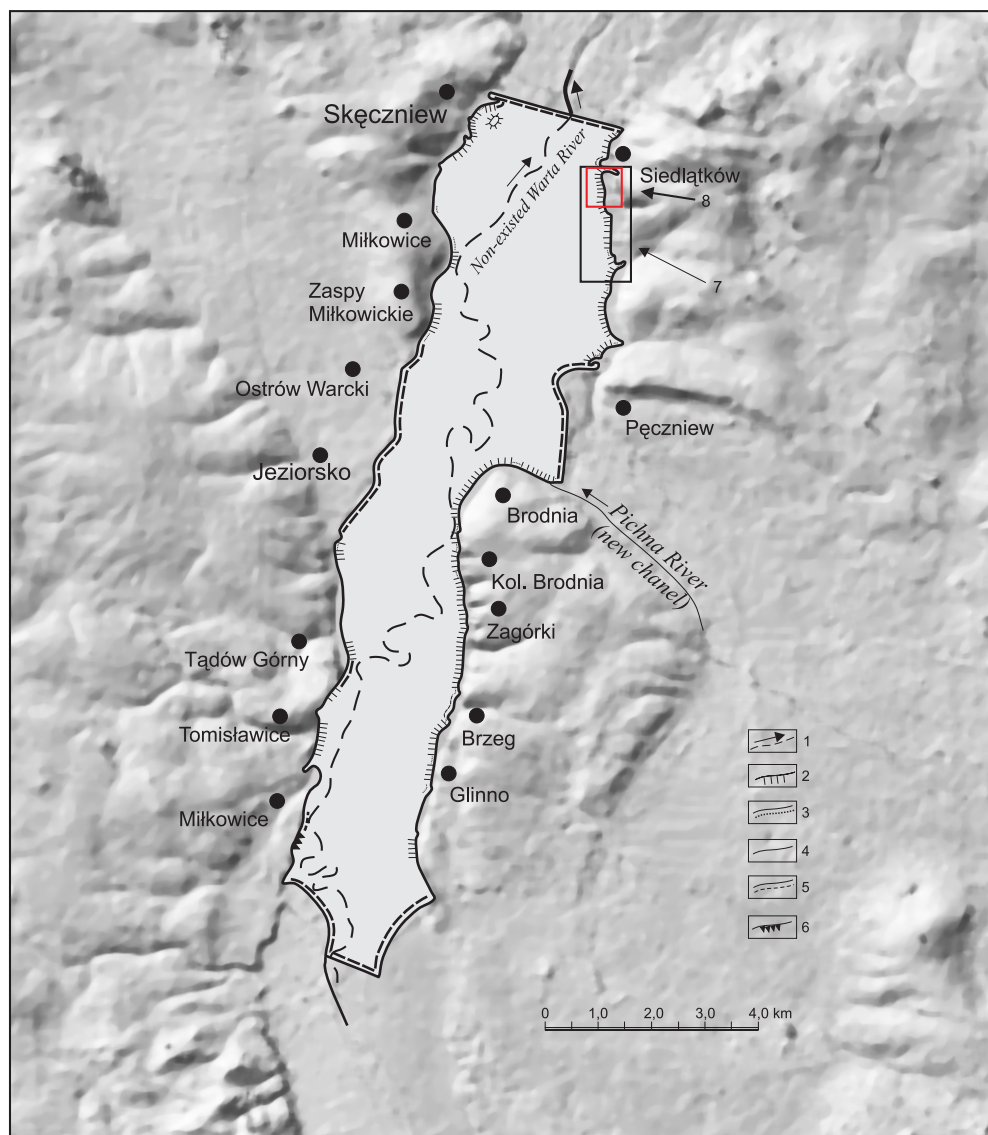 Skęczniew
Siedlątków
8
Non-existed Warta River
Miłkowice
7
Zaspy
Miłkowickie
Ostrów Warcki
Pęczniew
Jeziorsko
Brodnia
Pichna River
(new chanel)
Kol. Brodnia
Zagórki
Tądów Górny
Tomisławice
Brzeg
1
2
Glinno
Miłkowice
3
4
5
6
0
1,0
2,0
3,0
4,0 km